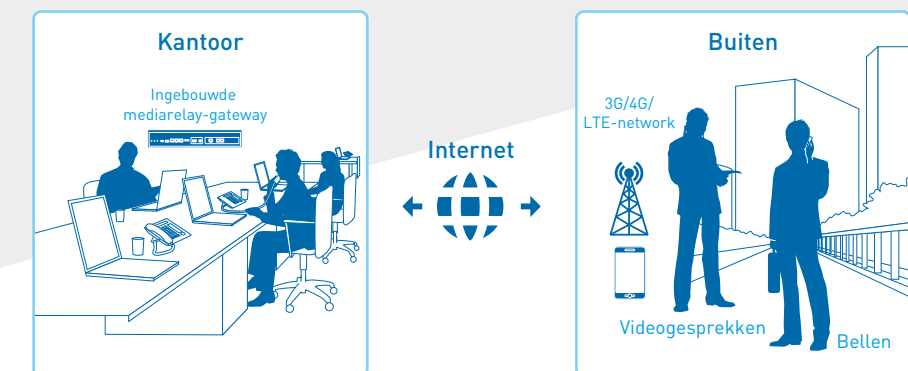 Kantoor
Ingebouwde
mediarelay-gateway
Internet
Buiten
3G/4G/
LTE-network
Videogesprekken
Bellen